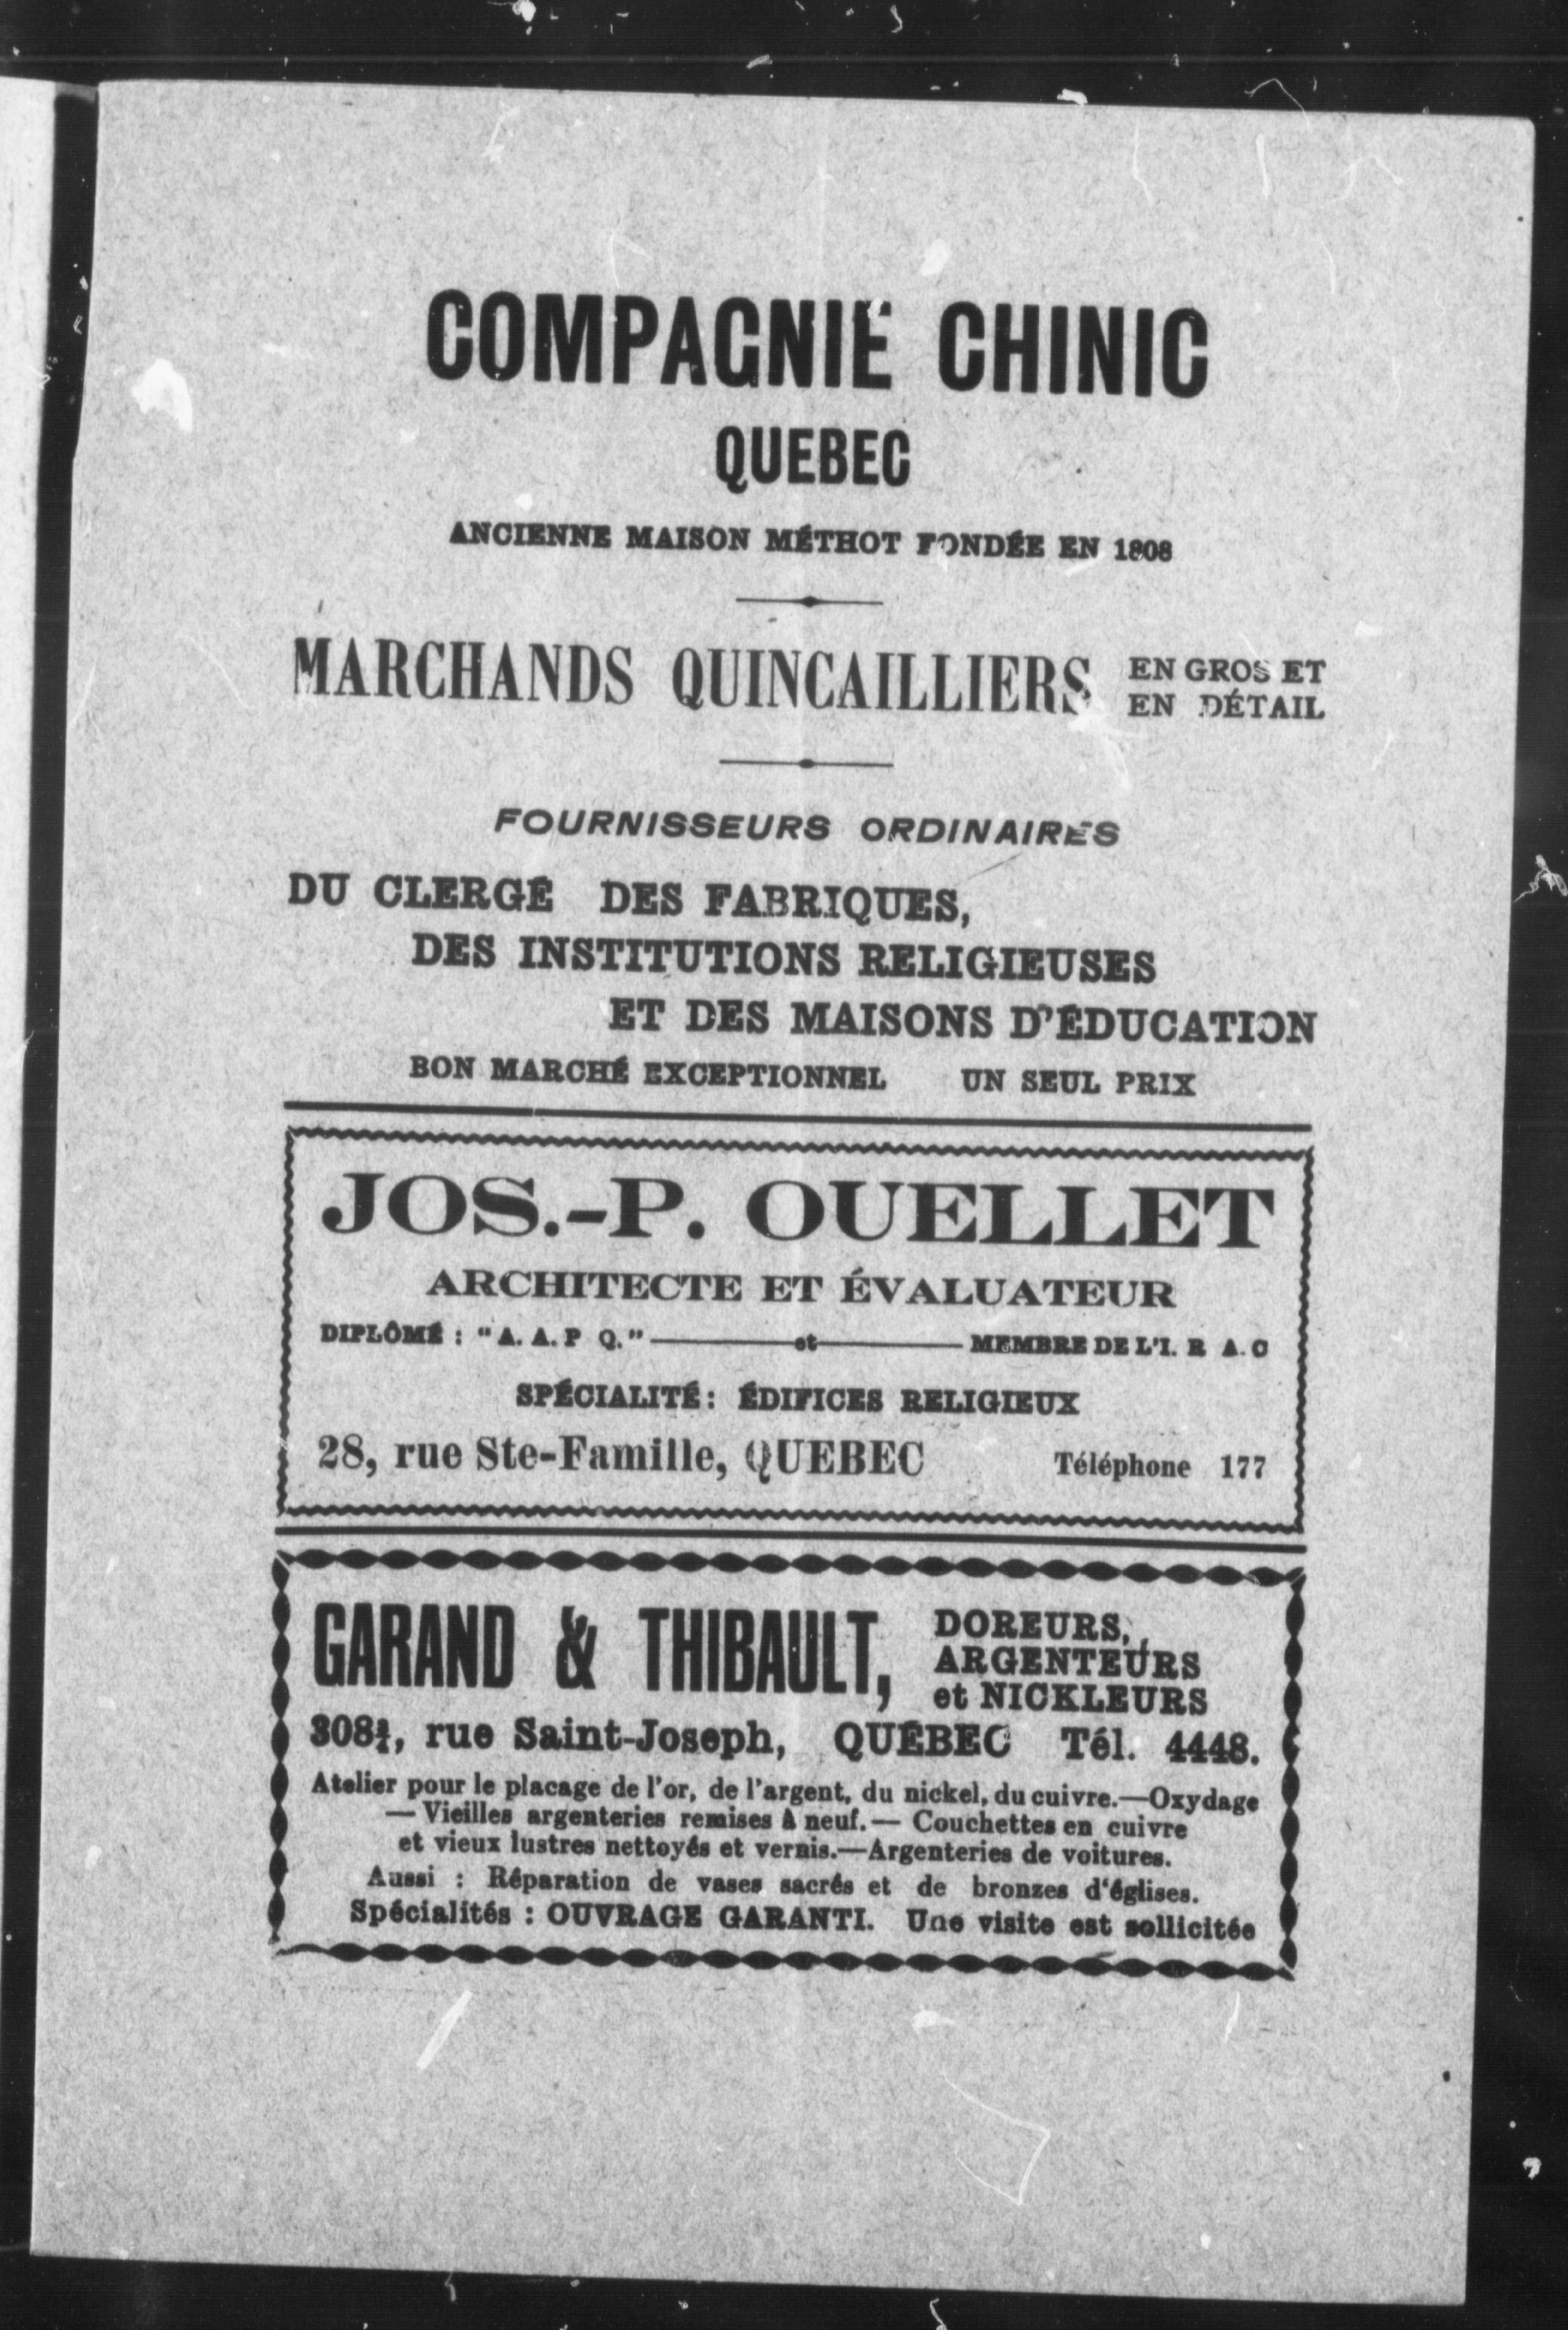 COMPAGNIE CHINIC
QUEBEC
ANCIENNE MAISON MÉTHOT FONDÉE EN 1808
MARCHANDS QUINCAILLIERS EN GROS ET
EN DÉTAIL
FOURNISSEURS ORDINAIRES
DU CLERGÉ DES FABRIQUES,
DES INSTITUTIONS RELIGIEUSES
ET DES MAISONS D'ÉDUCATION
BON MARCHÉ EXCEPTIONNEL UN SEUL PRIX
JOS.-P. OUELLET
ARCHITECTE ET ÉVALUATEUR
DIPLÔMÉ : "A. A. P Q."—et—MEMBRE DE L'I. R A. C
SPÉCIALITÉ: ÉDIFICES RELIGIEUX
28, rue Ste-Famille, QUEBEC Téléphone 177
GARAND & THIBAULT, DOREURS,
ARGENTEURS
et NICKLEURS
rue Saint-Joseph, QUÉBEC Tél. 4448.
Atelier pour le placage de l'or, de l'argent, du nickel, du cuivre.—Oxydage
— Vieilles argenteries remises à neuf. — Couchettes en cuivre
et vieux lustres nettoyés et vernis.—Argenteries de voitures.
Aussi : Réparation de vases sacrés et de bronzes d'églises.
Spécialités : OUVRAGE GARANTI. Une visite est sollicitée